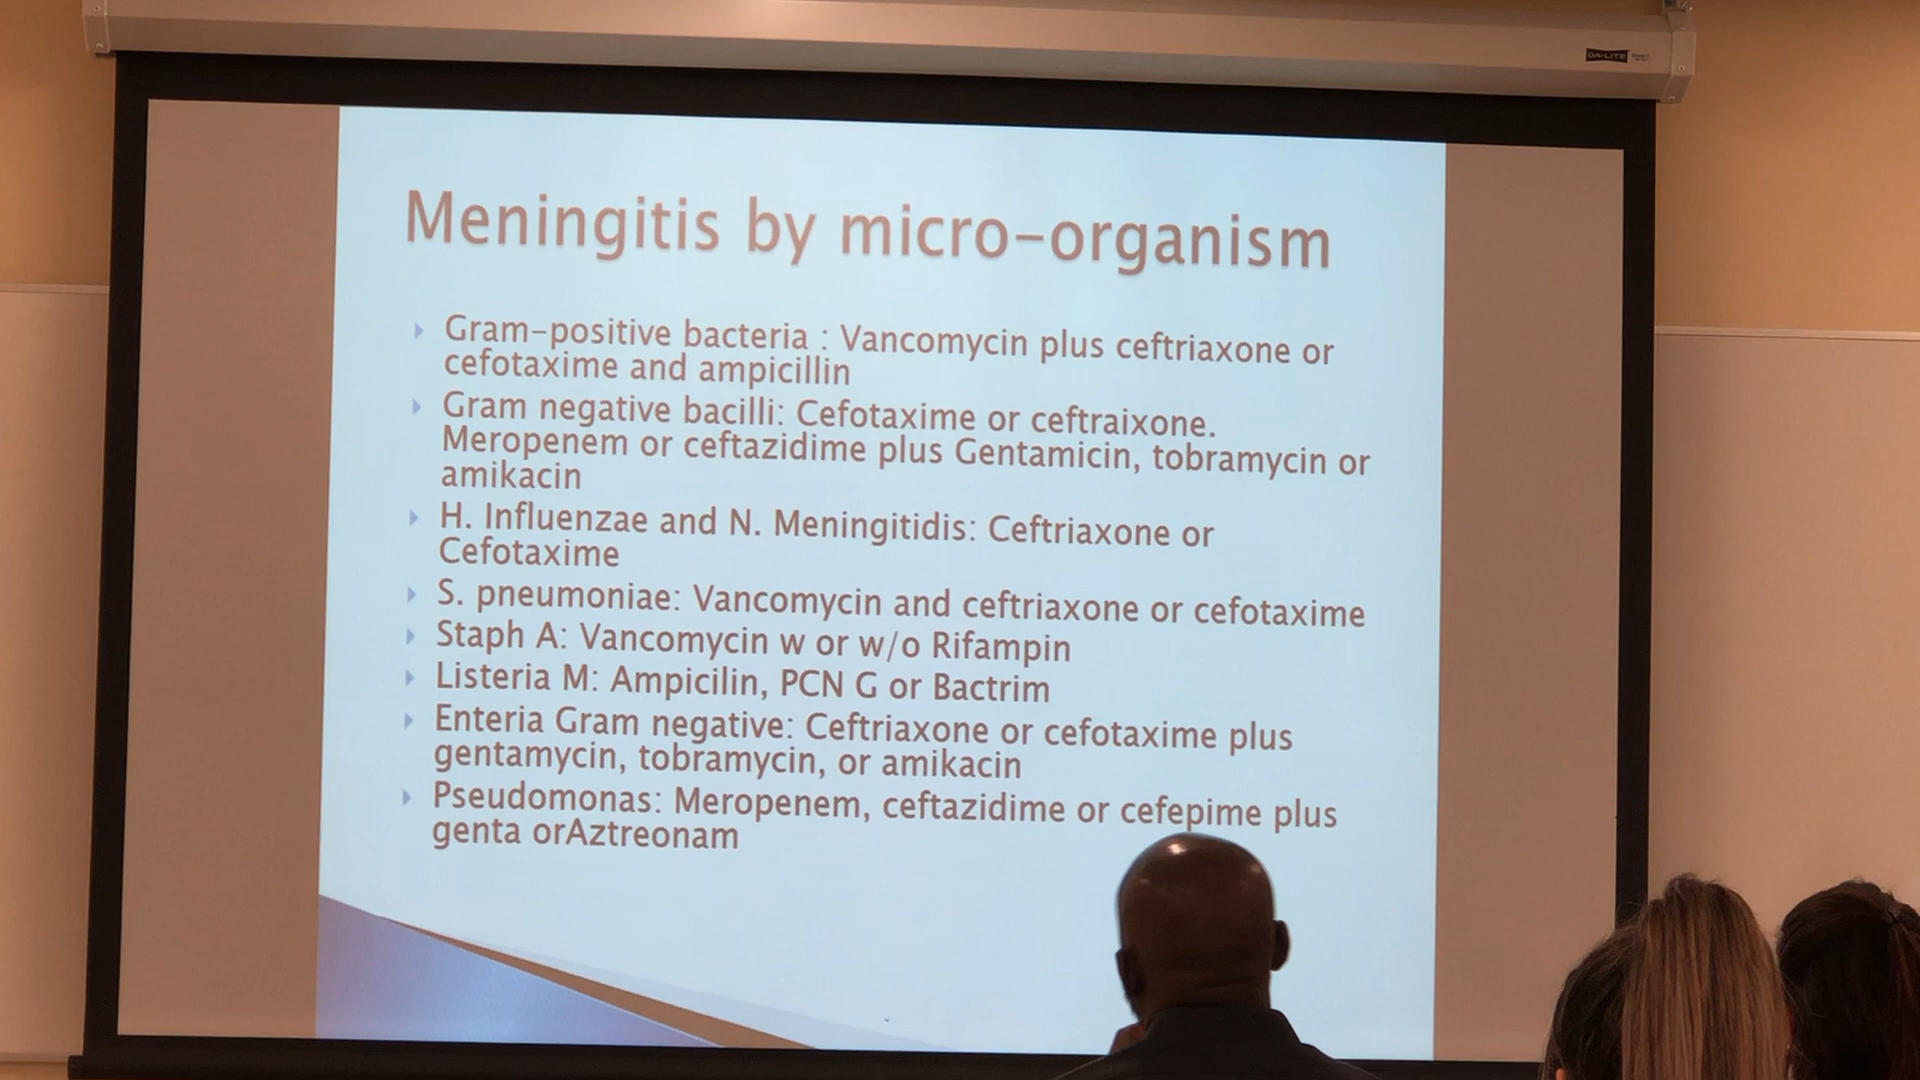 DA-LITE
Meningitis by micro-organism
Gram-positive bacteria : Vancomycin plus ceftriaxone or
cefotaxime and ampicillin
Gram negative bacilli: Cefotaxime or ceftraixone.
Meropenem or ceftazidime plus Gentamicin, tobramycin or
amikacin
H. Influenzae and N. Meningitidis: Ceftriaxone or
Cefotaxime
S. pneumoniae: Vancomycin and ceftriaxone or cefotaxime
Staph A: Vancomycin w or w/o Rifampin
Listeria M: Ampicilin, PCN G or Bactrim
Enteria Gram negative: Ceftriaxone or cefotaxime plus
gentamycin, tobramycin, or amikacin
Pseudomonas: Meropenem, ceftazidime or cefepime plus
genta orAztreonam